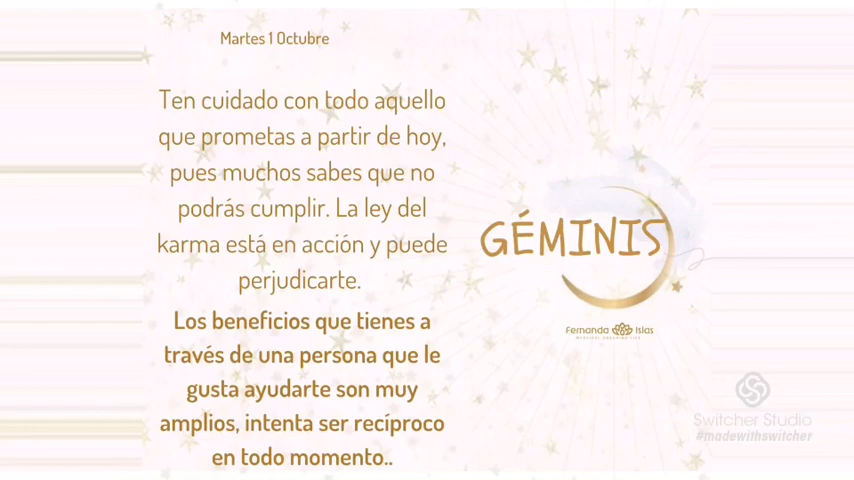 Martes 1 Octubre
Ten cuidado con todo aquello
que prometas a partir de hoy,
pues muchos sabes que no
podrás cumplir. La ley del
karma está en acción y puede
perjudicarte.
Los beneficios que tienes a
través de una persona que le
gusta ayudarte son muy
amplios, intenta ser recíproco
en todo momento..
GÉMINIS
Fernanda Islas
Switcher Studio
#madewithswitcher